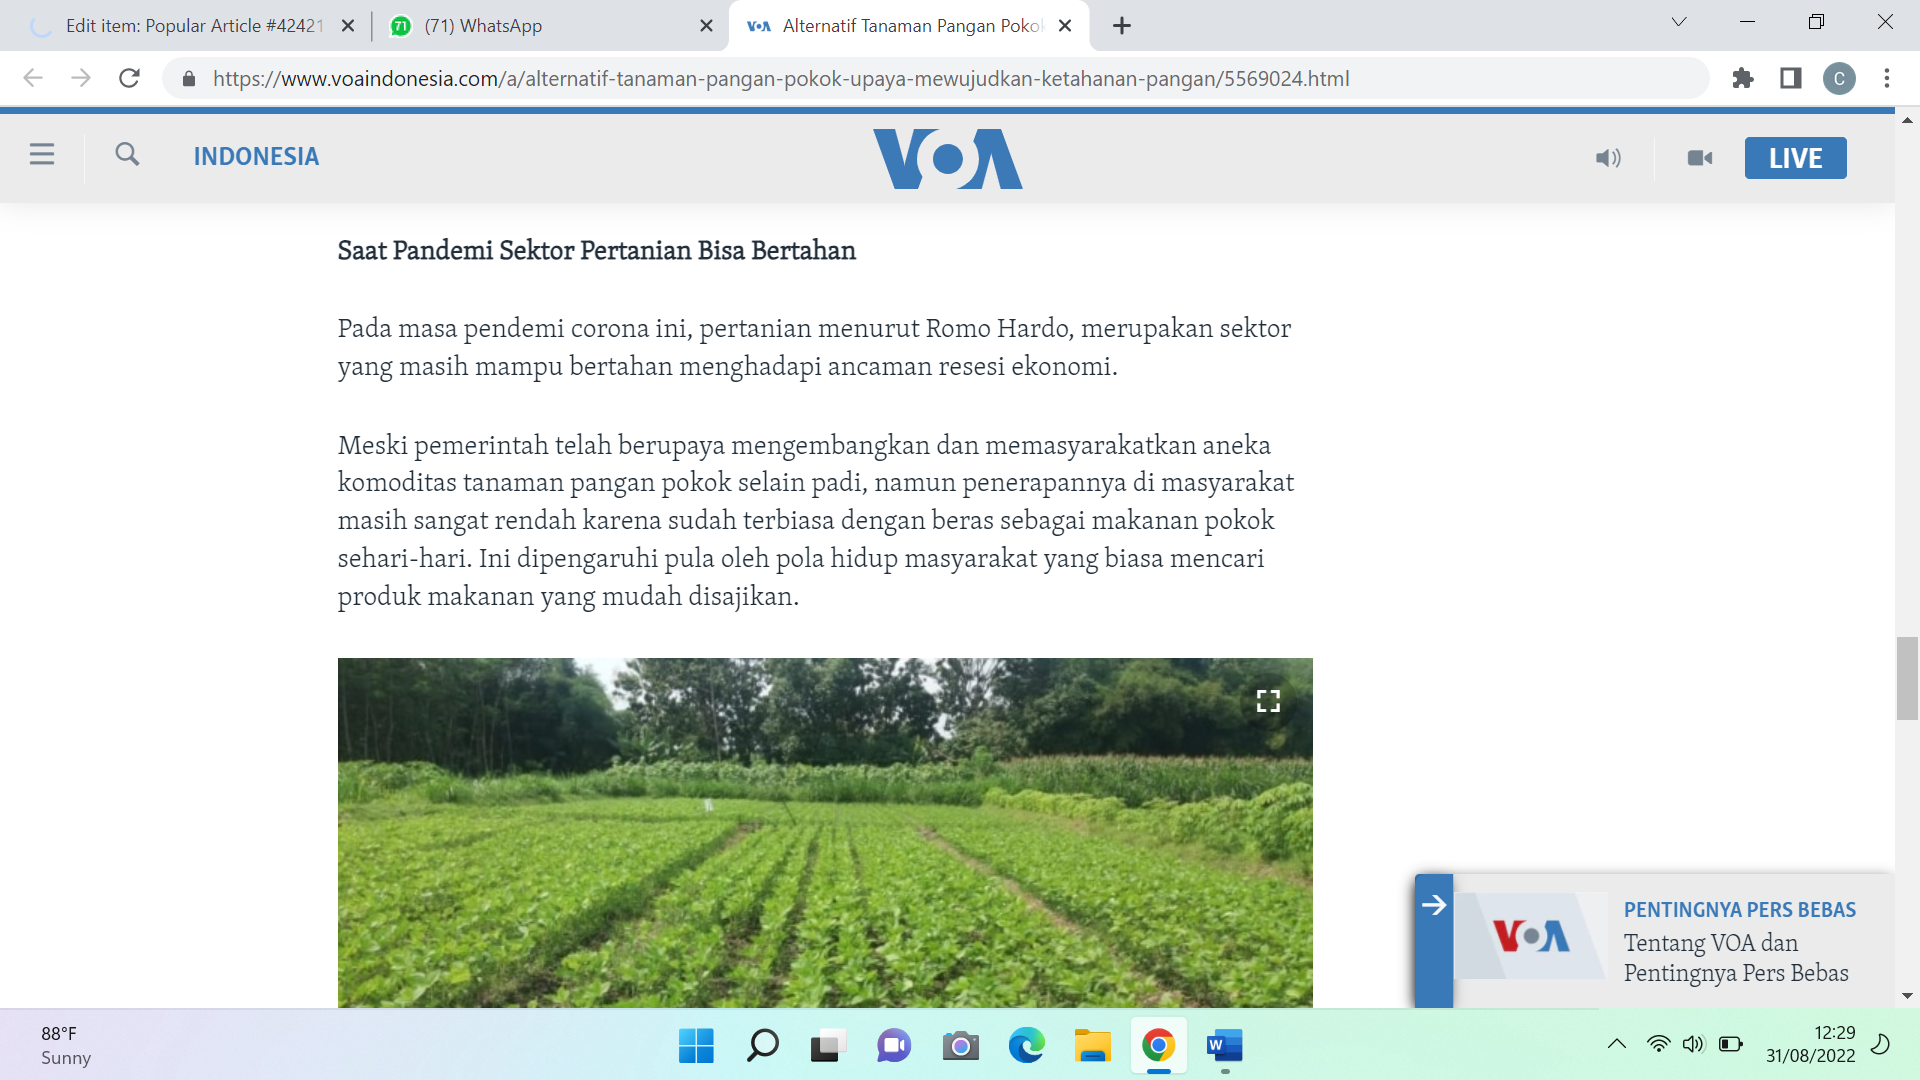 Edit item: Popular Article #42421
71
(71) WhatsApp
VOA
Alternatif Tanaman Pangan Pokok
https://www.voaindonesia.com/a/alternatif-tanaman-pangan-pokok-upaya-mewujudkan-ketahanan-pangan/5569024.html
C
INDONESIA
VOA
LIVE
Saat Pandemi Sektor Pertanian Bisa Bertahan
Pada masa pendemi corona ini, pertanian menurut Romo Hardo, merupakan sektor
yang masih mampu bertahan menghadapi ancaman resesi ekonomi.
Meski pemerintah telah berupaya mengembangkan dan memasyarakatkan aneka
komoditas tanaman pangan pokok selain padi, namun penerapannya di masyarakat
masih sangat rendah karena sudah terbiasa dengan beras sebagai makanan pokok
sehari-hari. Ini dipengaruhi pula oleh pola hidup masyarakat yang biasa mencari
produk makanan yang mudah disajikan.
VOA
PENTINGNYA PERS BEBAS
Tentang VOA dan
Pentingnya Pers Bebas
88°F
Sunny
W
12:29
31/08/2022